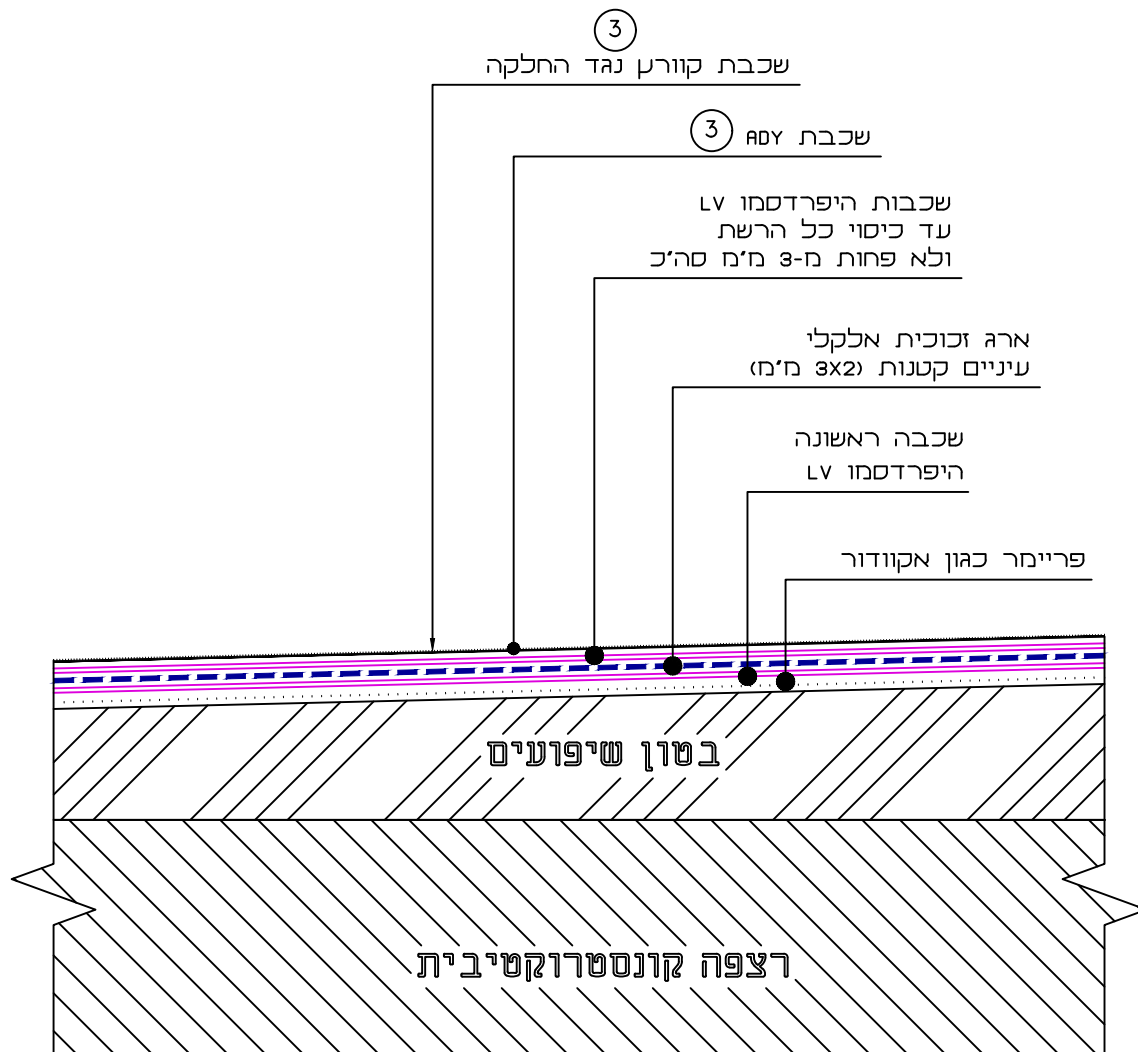 3
שכבת קוורץ נגד החלקה
שכבת ADY 3
שכבות היפרדסמו LV
עד כיסוי כל הרשת
ולא פחות מ-3 מ'מ סה'כ
ארג זכוכית אלקלי
עיניים קטנות (3X2 מ'מ)
שכבה ראשונה
היפרדסמו LV
פריימר כגון אקוודור
בטון שיפועים
רצפה קונסטרוקטיבית